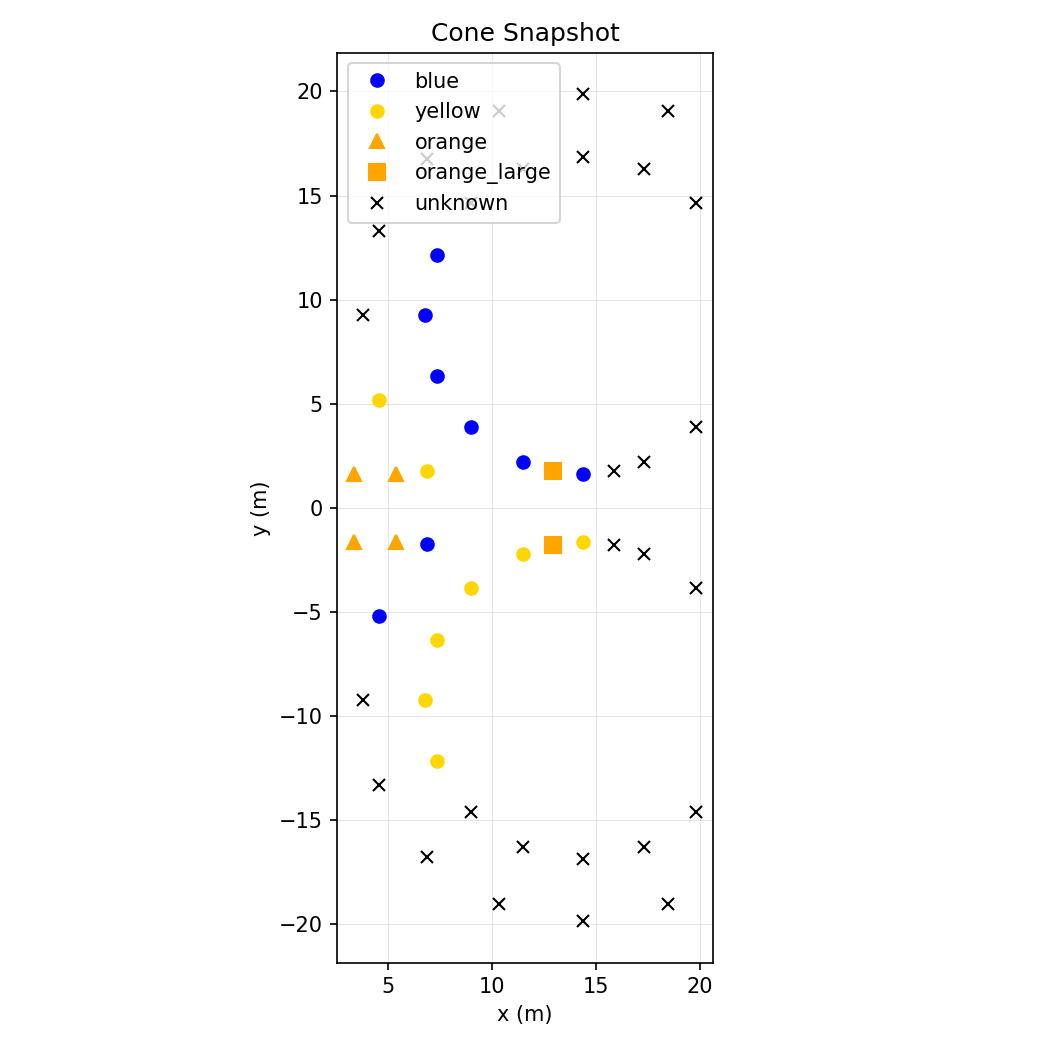 Cone Snapshot
blue
yellow
orange
orange_large
unknown
20
15
10
5
0
−5
−10
−15
−20
y (m)
5 10 15 20
x (m)